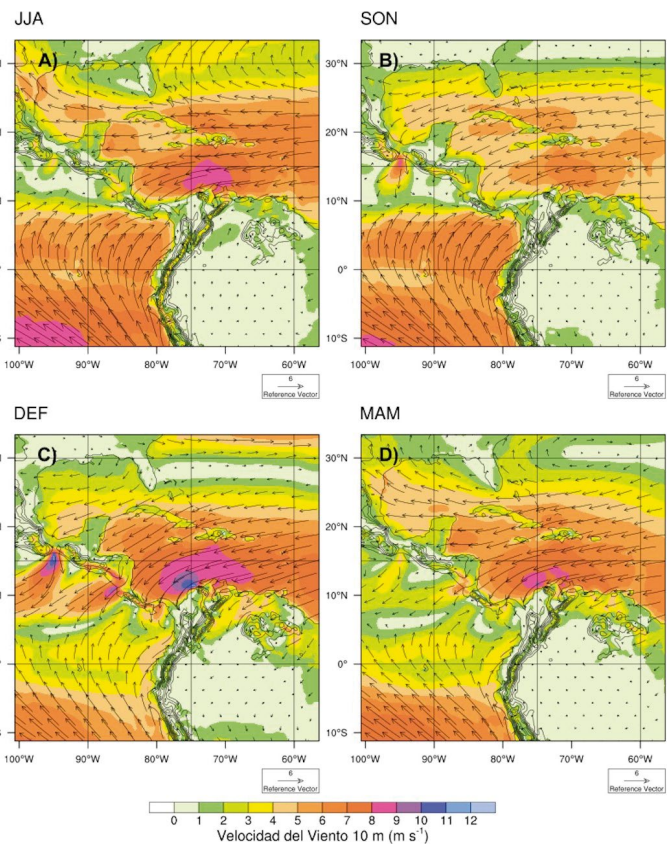 JJA
SON
A)
B)
30°N
20°N
10°N
0°
10°S
100°W 90°W 80°W 70°W 60°W
100°W 90°W 80°W 70°W 60°W
6
Reference Vector
6
Reference Vector
DEF
MAM
C)
D)
30°N
20°N
10°N
0°
10°S
100°W 90°W 80°W 70°W 60°W
100°W 90°W 80°W 70°W 60°W
6
Reference Vector
6
Reference Vector
0 1 2 3 4 5 6 7 8 9 10 11 12
Velocidad del Viento 10 m (m s⁻¹)